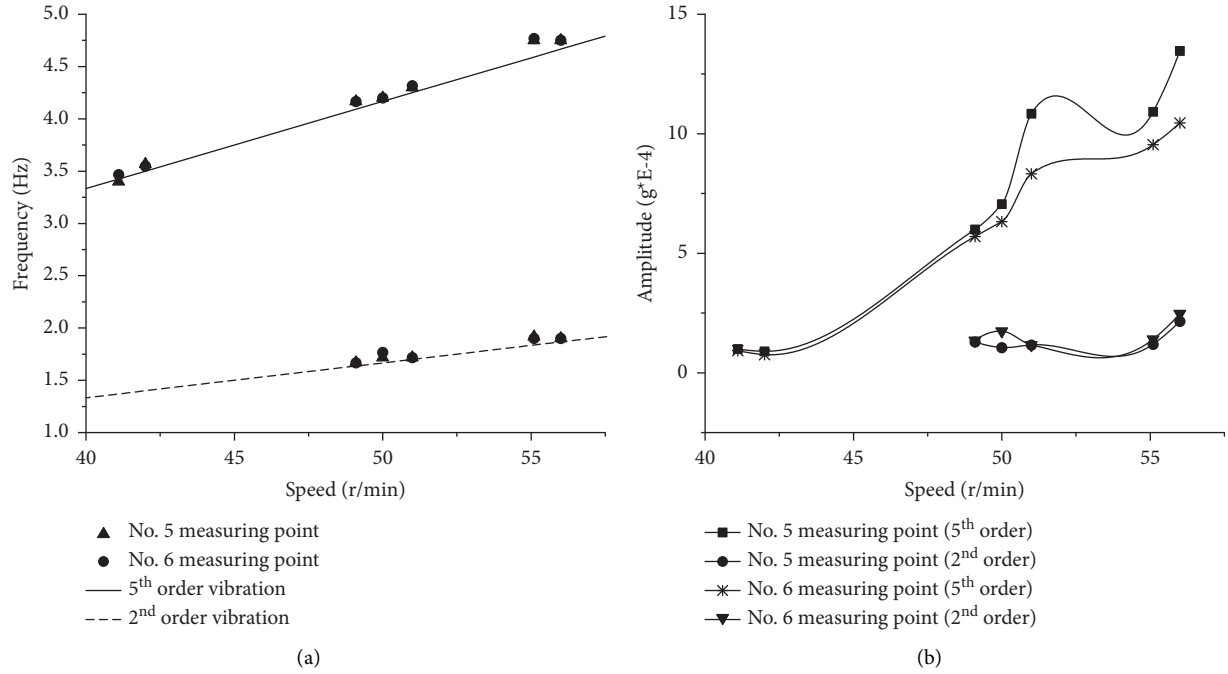 5.0
4.5
4.0
3.5
3.0
2.5
2.0
1.5
1.0
Frequency (Hz)
40
45
50
55
Speed (r/min)
No. 5 measuring point
No. 6 measuring point
5th order vibration
2nd order vibration
(a)
15
10
5
0
Amplitude (g*E-4)
40
45
50
55
Speed (r/min)
No. 5 measuring point (5th order)
No. 5 measuring point (2nd order)
No. 6 measuring point (5th order)
No. 6 measuring point (2nd order)
(b)